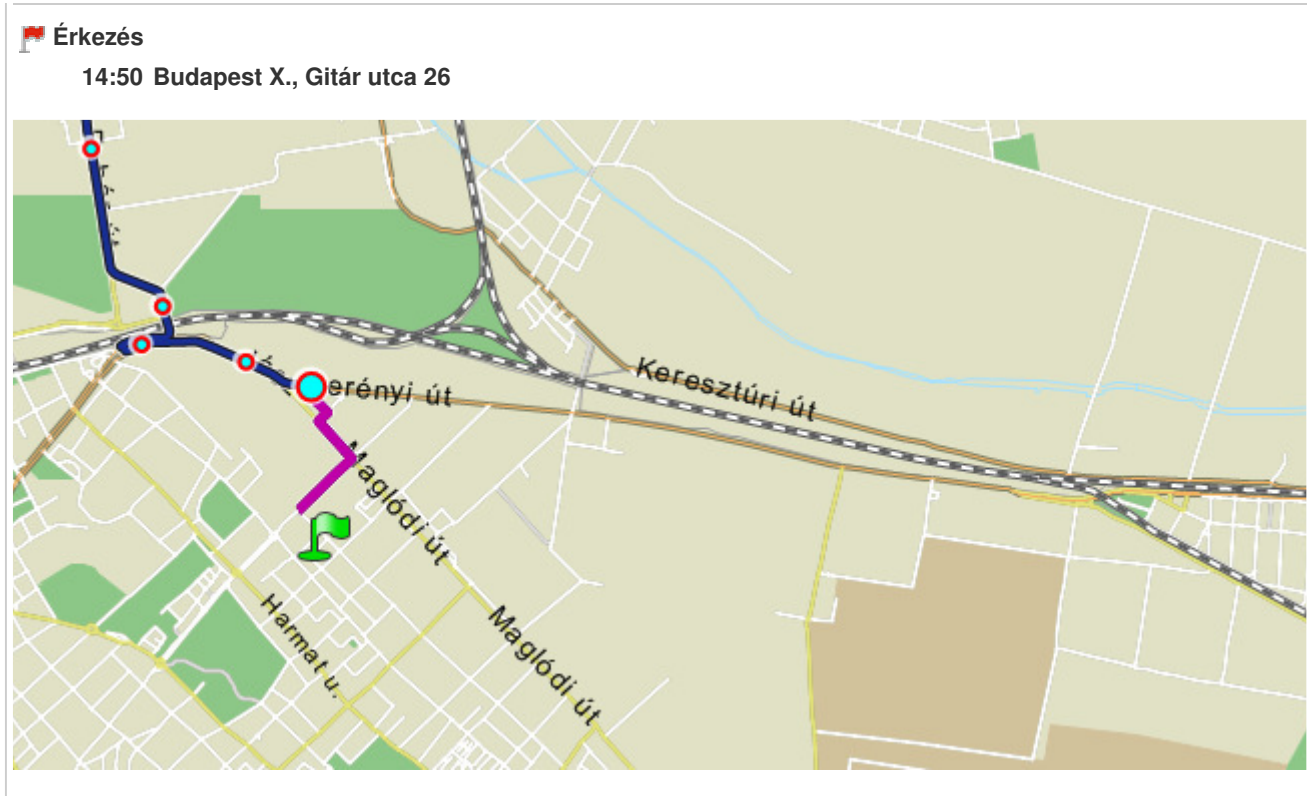 Érkezés
14:50 Budapest X., Gitár utca 26
erényi út
Keresztúri út
Maglódi út
Maglódi út
Harmat u.